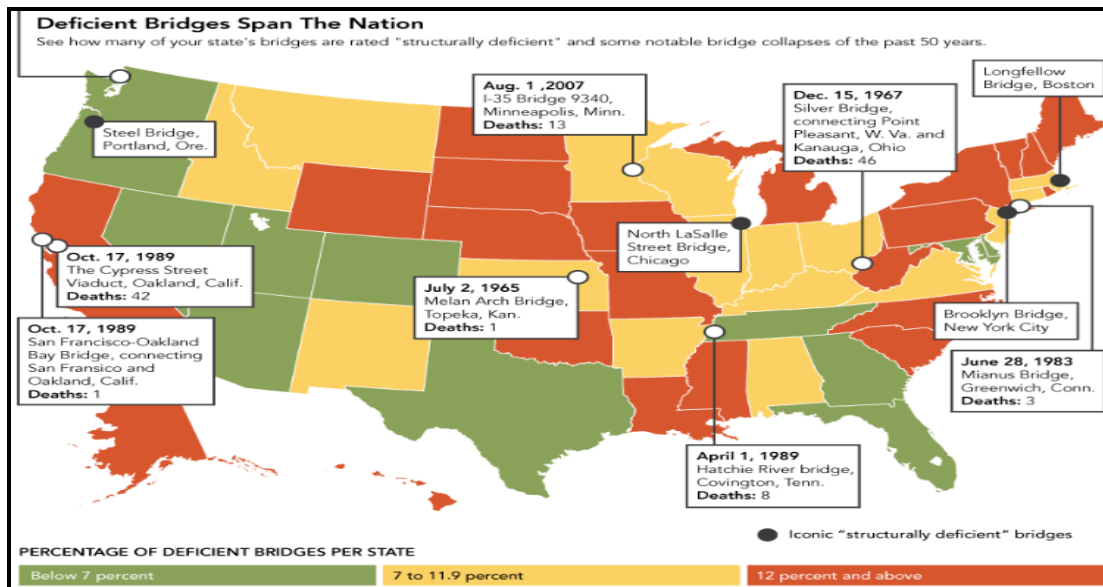 Deficient Bridges Span The Nation
See how many of your state's bridges are rated "structurally deficient" and some notable bridge collapses of the past 50 years.
Steel Bridge,
Portland, Ore.
Aug. 1 ,2007
I-35 Bridge 9340,
Minneapolis, Minn.
Deaths: 13
Dec. 15, 1967
Silver Bridge,
connecting Point
Pleasant, W. Va. and
Kanauga, Ohio
Deaths: 46
Longfellow
Bridge, Boston
Oct. 17, 1989
The Cypress Street
Viaduct, Oakland, Calif.
Deaths: 42
Oct. 17, 1989
San Francisco-Oakland
Bay Bridge, connecting
San Fransico and
Oakland, Calif.
Deaths: 1
July 2, 1965
Melan Arch Bridge,
Topeka, Kan.
Deaths: 1
North LaSalle
Street Bridge,
Chicago
Brooklyn Bridge,
New York City
June 28, 1983
Mianus Bridge,
Greenwich, Conn.
Deaths: 3
April 1, 1989
Hatchie River bridge,
Covington, Tenn.
Deaths: 8
Iconic "structurally deficient" bridges
PERCENTAGE OF DEFICIENT BRIDGES PER STATE
Below 7 percent
7 to 11.9 percent
12 percent and above